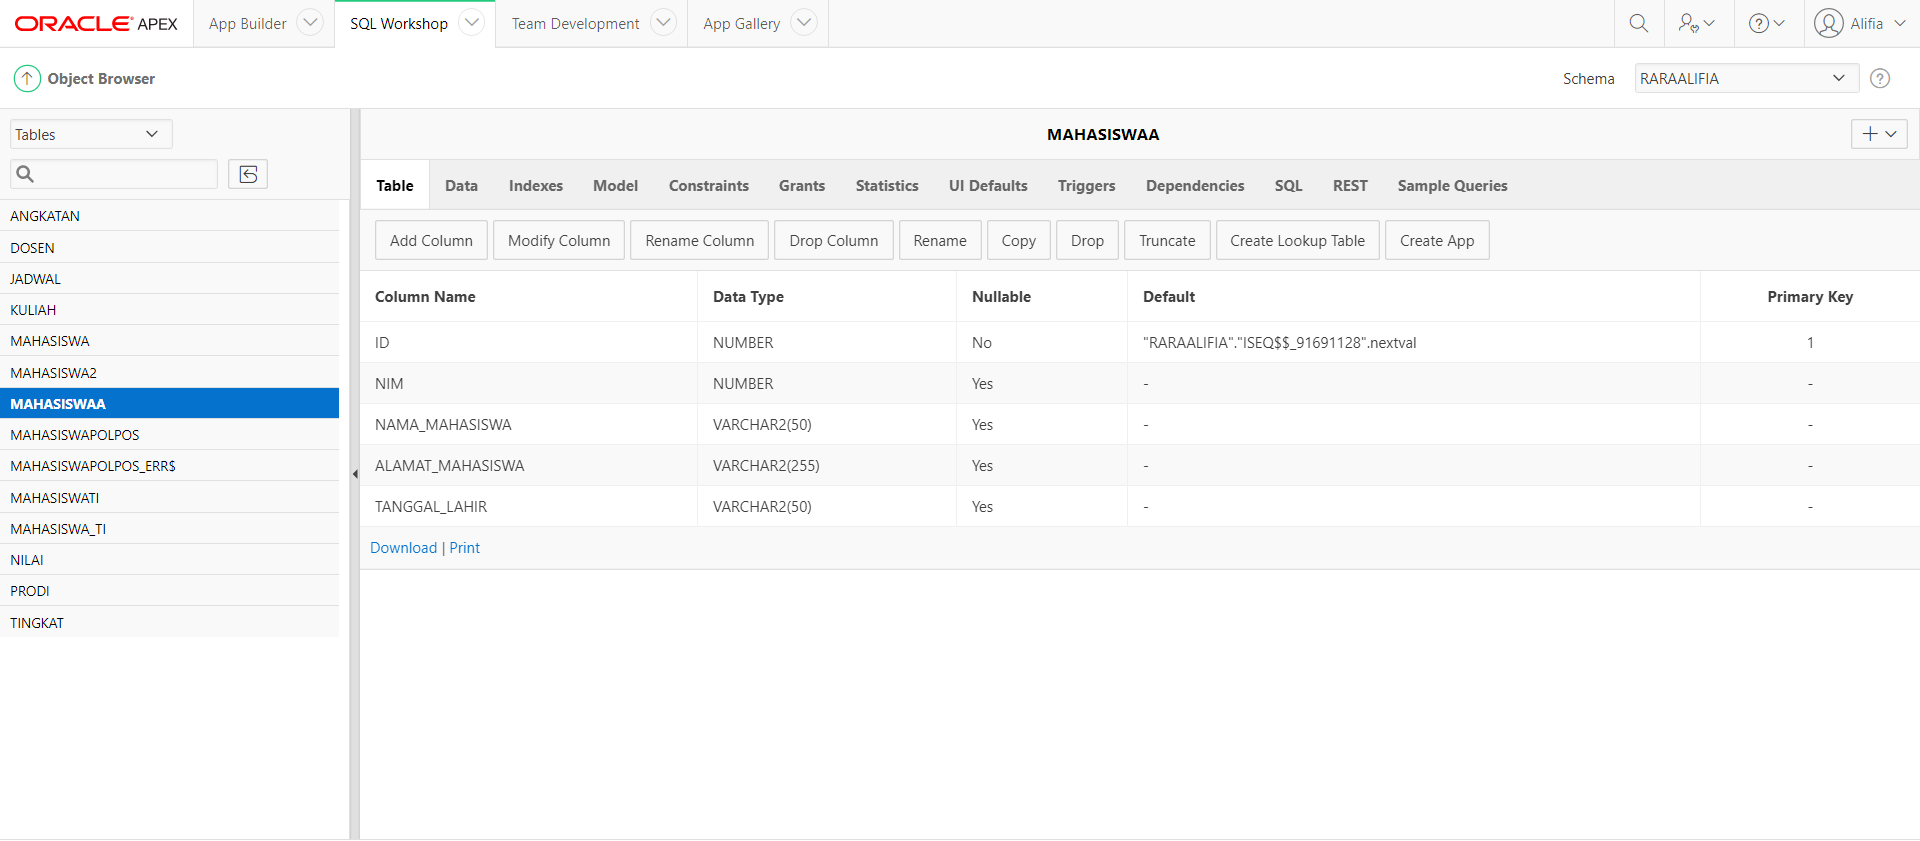 ORACLE APEX App Builder SQL Workshop Team Development App Gallery Alifia
Object Browser Schema RARAALIFIA
Tables
MAHASISWAA
Table Data Indexes Model Constraints Grants Statistics UI Defaults Triggers Dependencies SQL REST Sample Queries
Add Column Modify Column Rename Column Drop Column Rename Copy Drop Truncate Create Lookup Table Create App
ANGKATAN
DOSEN
JADWAL
KULIAH
MAHASISWA
MAHASISWA2
MAHASISWAA
MAHASISWAPOLPOS
MAHASISWAPOLPOS_ERR$
MAHASISWATI
MAHASISWA_TI
NILAI
PRODI
TINGKAT
Column Name Data Type Nullable Default Primary Key
ID NUMBER No "RARAALIFIA"."ISEQ$$_91691128".nextval 1
NIM NUMBER Yes - -
NAMA_MAHASISWA VARCHAR2(50) Yes - -
ALAMAT_MAHASISWA VARCHAR2(255) Yes - -
TANGGAL_LAHIR VARCHAR2(50) Yes - -
Download | Print